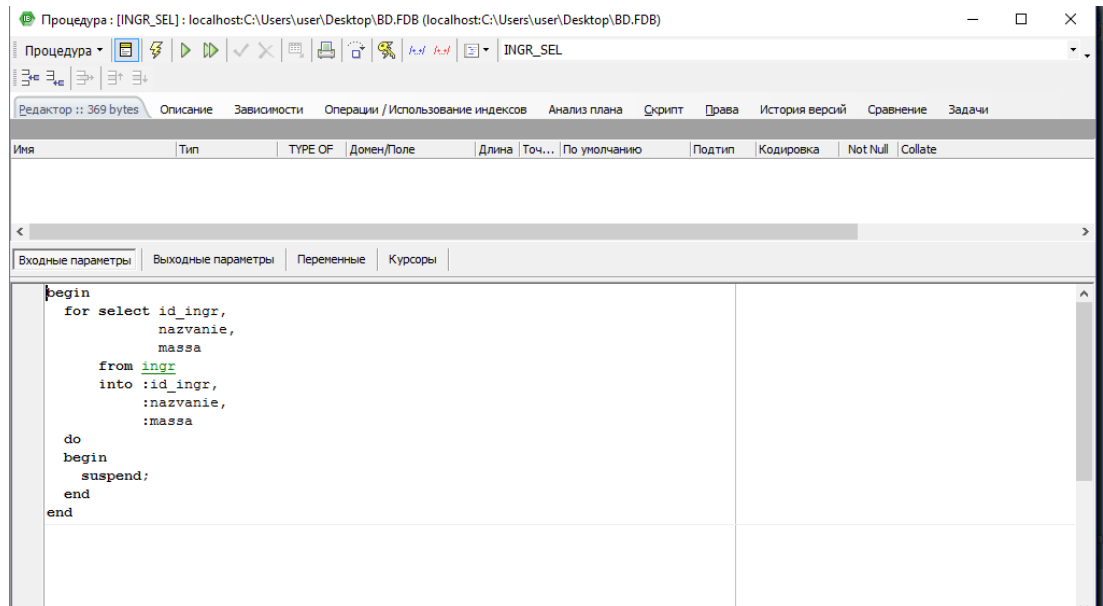 Процедура : [INGR_SEL] : localhost:C:\Users\user\Desktop\BD.FDB (localhost:C:\Users\user\Desktop\BD.FDB)
Процедура INGR_SEL
Редактор :: 369 bytes Описание Зависимости Операции / Использование индексов Анализ плана Скрипт Права История версий Сравнение Задачи
Имя Тип TYPE OF Домен/Поле Длина Точ... По умолчанию Подтип Кодировка Not Null Collate
Входные параметры Выходные параметры Переменные Курсоры
begin
for select id_ingr,
nazvanie,
massa
from ingr
into :id_ingr,
:nazvanie,
:massa
do
begin
suspend;
end
end